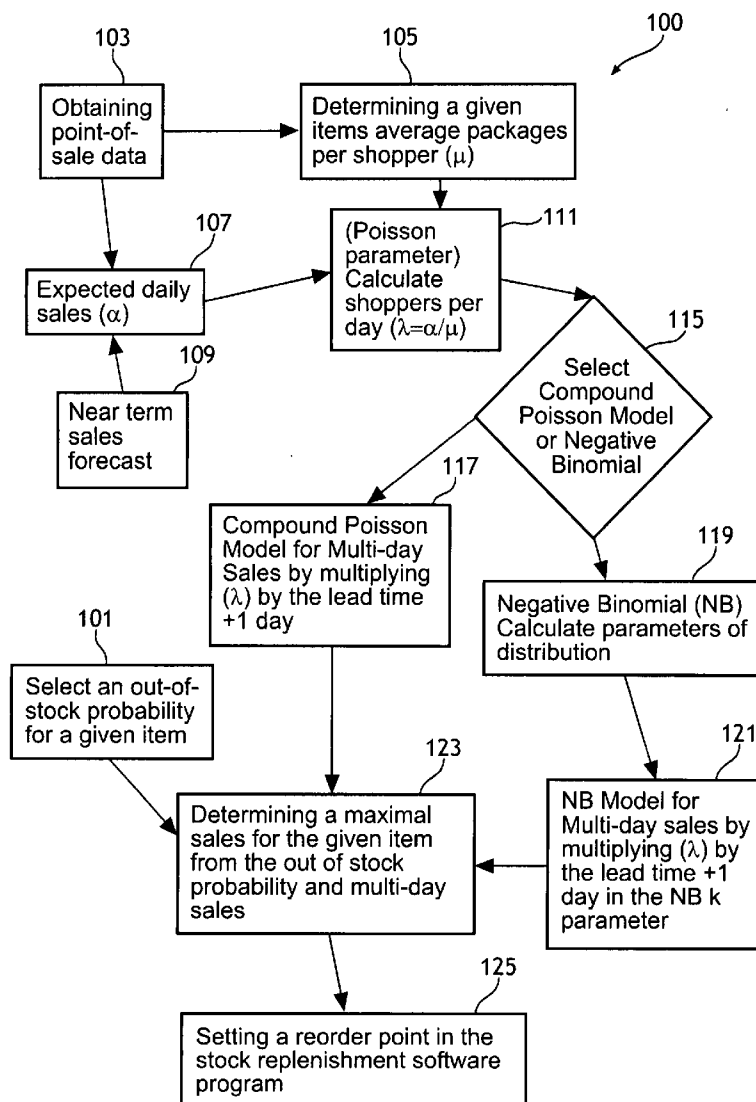 100
103
Obtaining
point-of-
sale data
105
Determining a given
items average packages
per shopper (μ)
107
Expected daily
sales (α)
109
Near term
sales
forecast
111
(Poisson
parameter)
Calculate
shoppers per
day (λ=α/μ)
115
Select
Compound
Poisson Model
or Negative
Binomial
117
Compound Poisson
Model for Multi-day
Sales by multiplying
(λ) by the lead time
+1 day
119
Negative Binomial (NB)
Calculate parameters of
distribution
101
Select an out-of-
stock probability
for a given item
121
NB Model for
Multi-day sales by
multiplying (λ) by
the lead time +1
day in the NB k
parameter
123
Determining a maximal
sales for the given item
from the out of stock
probability and multi-day
sales
125
Setting a reorder point in the
stock replenishment software
program